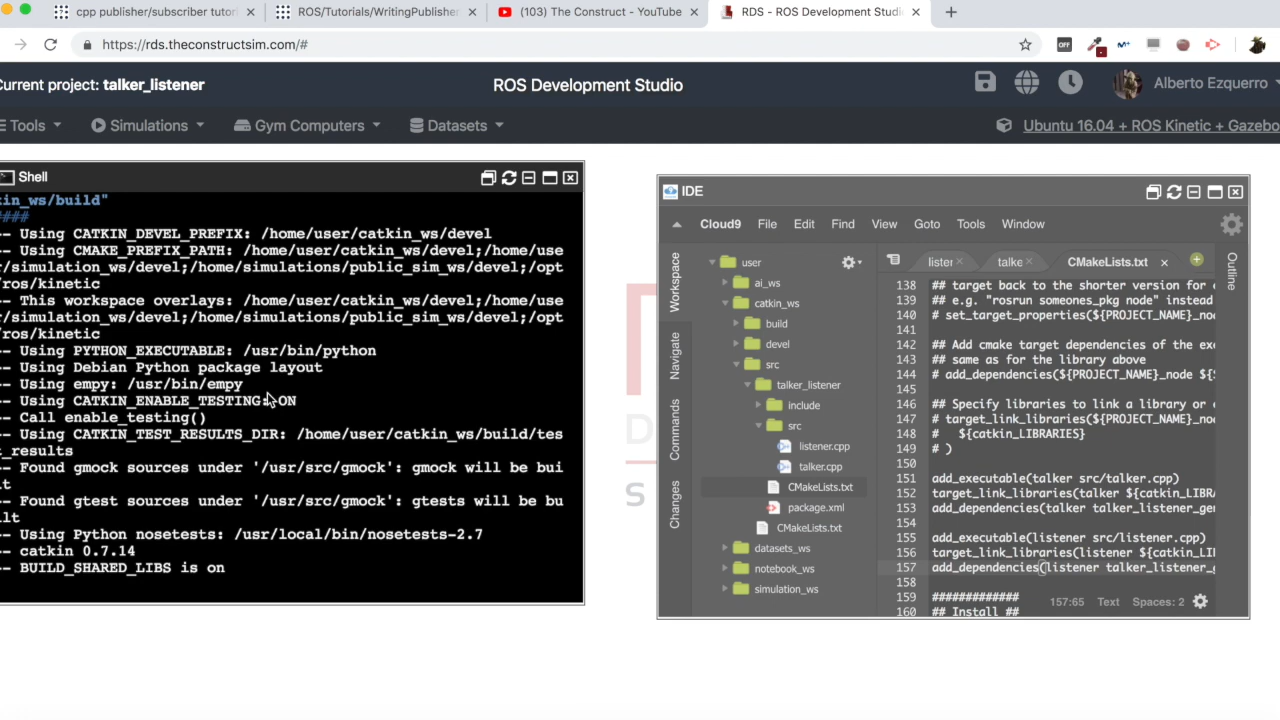 cpp publisher/subscriber tutori
ROS/Tutorials/WritingPublisher
(103) The Construct - YouTube
RDS - ROS Development Studi
https://rds.theconstructsim.com/#
OFF
Current project: talker_listener
ROS Development Studio
Alberto Ezquerro
Tools
Simulations
Gym Computers
Datasets
Ubuntu 16.04 + ROS Kinetic + Gazebo
Shell
kin_ws/build"
####
-- Using CATKIN_DEVEL_PREFIX: /home/user/catkin_ws/devel
-- Using CMAKE_PREFIX_PATH: /home/user/catkin_ws/devel;/home/use
r/simulation_ws/devel;/home/simulations/public_sim_ws/devel;/opt
/ros/kinetic
-- This workspace overlays: /home/user/catkin_ws/devel;/home/use
r/simulation_ws/devel;/home/simulations/public_sim_ws/devel;/opt
/ros/kinetic
-- Using PYTHON_EXECUTABLE: /usr/bin/python
-- Using Debian Python package layout
-- Using empy: /usr/bin/empy
-- Using CATKIN_ENABLE_TESTING: ON
-- Call enable_testing()
-- Using CATKIN_TEST_RESULTS_DIR: /home/user/catkin_ws/build/tes
t_results
-- Found gmock sources under '/usr/src/gmock': gmock will be bui
lt
-- Found gtest sources under '/usr/src/gmock': gtests will be bu
ilt
-- Using Python nosetests: /usr/local/bin/nosetests-2.7
-- catkin 0.7.14
-- BUILD_SHARED_LIBS is on
IDE
Cloud9 File Edit Find View Goto Tools Window
Workspace
Navigate
Commands
Changes
user
ai_ws
catkin_ws
build
devel
src
talker_listener
include
src
listener.cpp
talker.cpp
CMakeLists.txt
package.xml
CMakeLists.txt
datasets_ws
notebook_ws
simulation_ws
lister
talke
CMakeLists.txt
Outline
138 ## target back to the shorter version for
139 ## e.g. "rosrun someones_pkg node" instead
140 # set_target_properties(${PROJECT_NAME}_nod
141
142 ## Add cmake target dependencies of the exe
143 ## same as for the library above
144 # add_dependencies(${PROJECT_NAME}_node ${
145
146 ## Specify libraries to link a library or e
147 # target_link_libraries(${PROJECT_NAME}_no
148 #   ${catkin_LIBRARIES}
149 # )
150
151 add_executable(talker src/talker.cpp)
152 target_link_libraries(talker ${catkin_LIBRA
153 add_dependencies(talker talker_listener_gen
154
155 add_executable(listener src/listener.cpp)
156 target_link_libraries(listener ${catkin_LI
157 add_dependencies(listener talker_listener_g
158
159 #############
160 ## Install ##
157:65 Text Spaces: 2
D
S